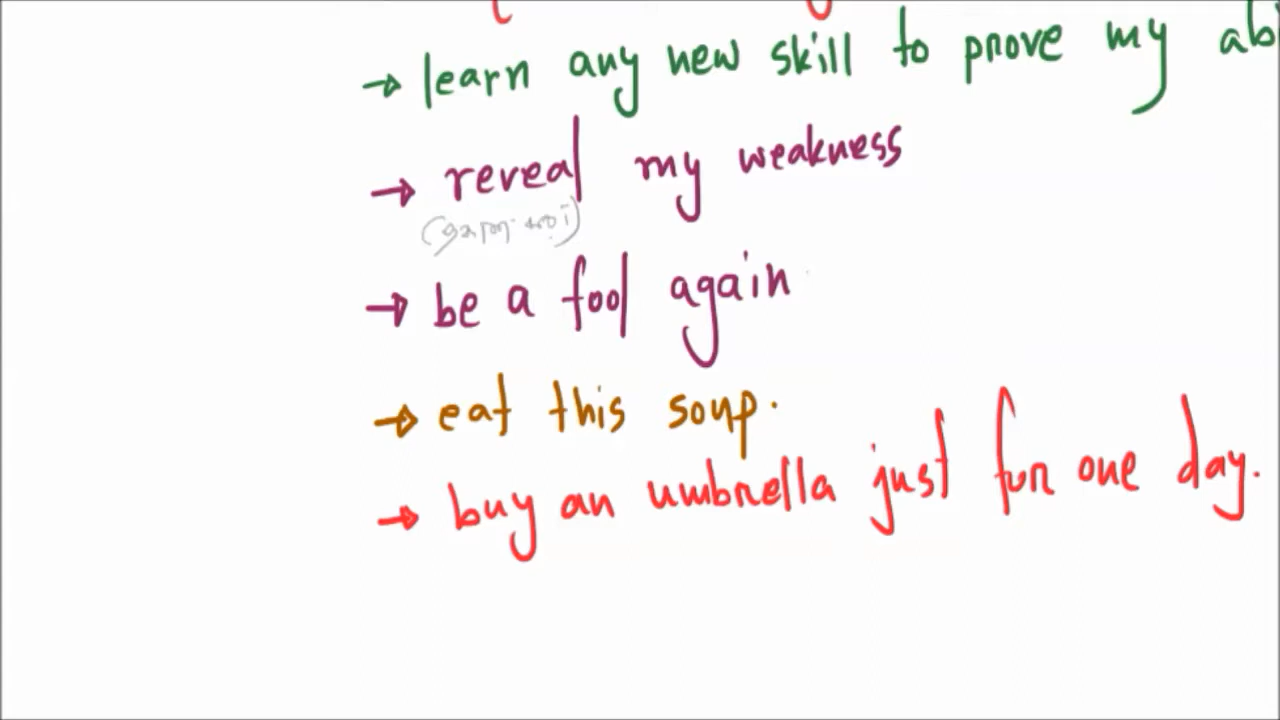 → learn any new skill to prove my ab
→ reveal my weakness
→ be a fool again
→ eat this soup.
→ buy an umbrella just for one day.